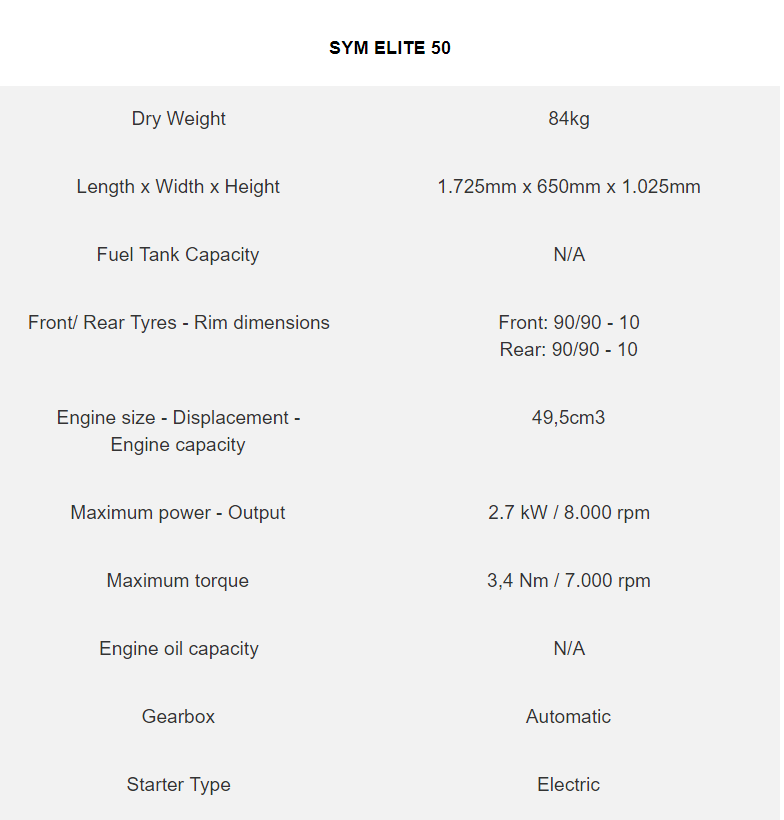 SYM ELITE 50
Dry Weight 84kg
Length x Width x Height 1.725mm x 650mm x 1.025mm
Fuel Tank Capacity N/A
Front/ Rear Tyres - Rim dimensions Front: 90/90 - 10
Rear: 90/90 - 10
Engine size - Displacement - 49,5cm3
Engine capacity
Maximum power - Output 2.7 kW / 8.000 rpm
Maximum torque 3,4 Nm / 7.000 rpm
Engine oil capacity N/A
Gearbox Automatic
Starter Type Electric